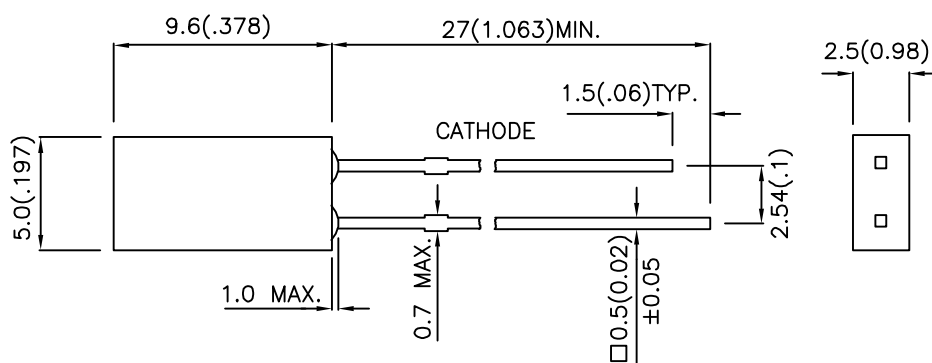 9.6(.378)
27(1.063)MIN.
2.5(0.98)
1.5(.06)TYP.
CATHODE
5.0(.197)
2.54(.1)
1.0 MAX.
0.7 MAX.
□0.5(0.02)
±0.05